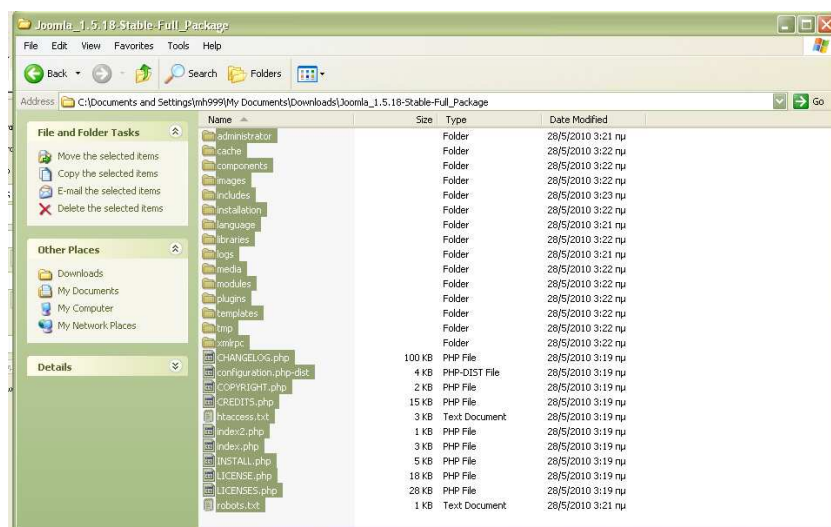 Joomla_1.5.18-Stable-Full_Package
File Edit View Favorites Tools Help
Back Search Folders
Address C:\Documents and Settings\mh999\My Documents\Downloads\Joomla_1.5.18-Stable-Full_Package Go
File and Folder Tasks
Move the selected items
Copy the selected items
E-mail the selected items
Delete the selected items
Other Places
Downloads
My Documents
My Computer
My Network Places
Details
Name Size Type Date Modified
administrator Folder 28/5/2010 3:21 πμ
cache Folder 28/5/2010 3:22 πμ
components Folder 28/5/2010 3:22 πμ
images Folder 28/5/2010 3:22 πμ
includes Folder 28/5/2010 3:23 πμ
installation Folder 28/5/2010 3:22 πμ
language Folder 28/5/2010 3:21 πμ
libraries Folder 28/5/2010 3:22 πμ
logs Folder 28/5/2010 3:21 πμ
media Folder 28/5/2010 3:22 πμ
modules Folder 28/5/2010 3:22 πμ
plugins Folder 28/5/2010 3:22 πμ
templates Folder 28/5/2010 3:22 πμ
tmp Folder 28/5/2010 3:22 πμ
xmlrpc Folder 28/5/2010 3:22 πμ
CHANGELOG.php 100 KB PHP File 28/5/2010 3:19 πμ
configuration.php-dist 4 KB PHP-DIST File 28/5/2010 3:19 πμ
COPYRIGHT.php 2 KB PHP File 28/5/2010 3:19 πμ
CREDITS.php 15 KB PHP File 28/5/2010 3:19 πμ
htaccess.txt 3 KB Text Document 28/5/2010 3:19 πμ
index2.php 1 KB PHP File 28/5/2010 3:19 πμ
index.php 3 KB PHP File 28/5/2010 3:19 πμ
INSTALL.php 5 KB PHP File 28/5/2010 3:19 πμ
LICENSE.php 18 KB PHP File 28/5/2010 3:19 πμ
LICENSES.php 28 KB PHP File 28/5/2010 3:19 πμ
robots.txt 1 KB Text Document 28/5/2010 3:21 πμ